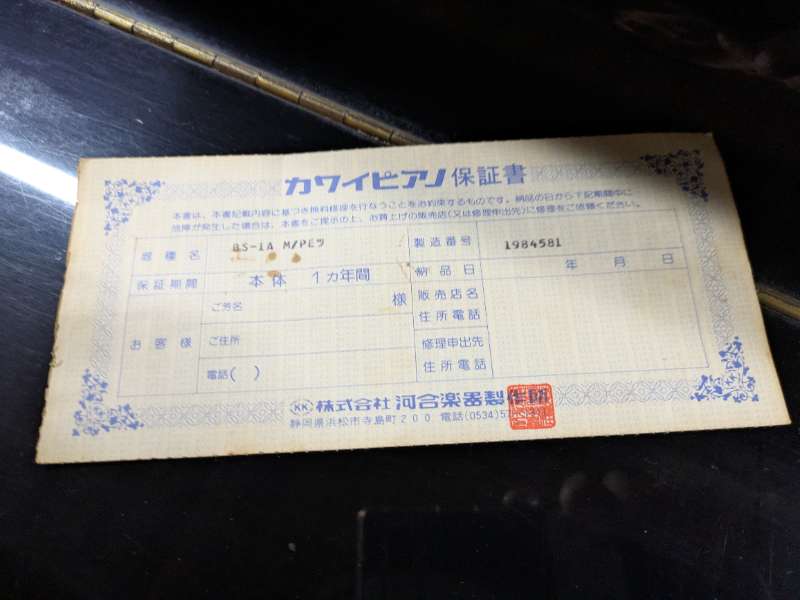 カワイピアノ保証書
本書は、本書記載内容に基づき無料修理を行なうことをお約束するものです。納品の日から下記期間中に
故障が発生した場合は、本書をご提示の上、お買上げの販売店(又は修理申出先)に修理をご依頼ください。
器種名 BS-1A M/PEツ 製造番号 1984581
保証期間 本体 1カ年間 納品日 年 月 日
お客様 ご芳名 様 販売店名
住所電話
ご住所 修理申出先
電話( ) 住所電話
KK 株式会社 河合楽器製作所
静岡県浜松市寺島町200 電話(0534)